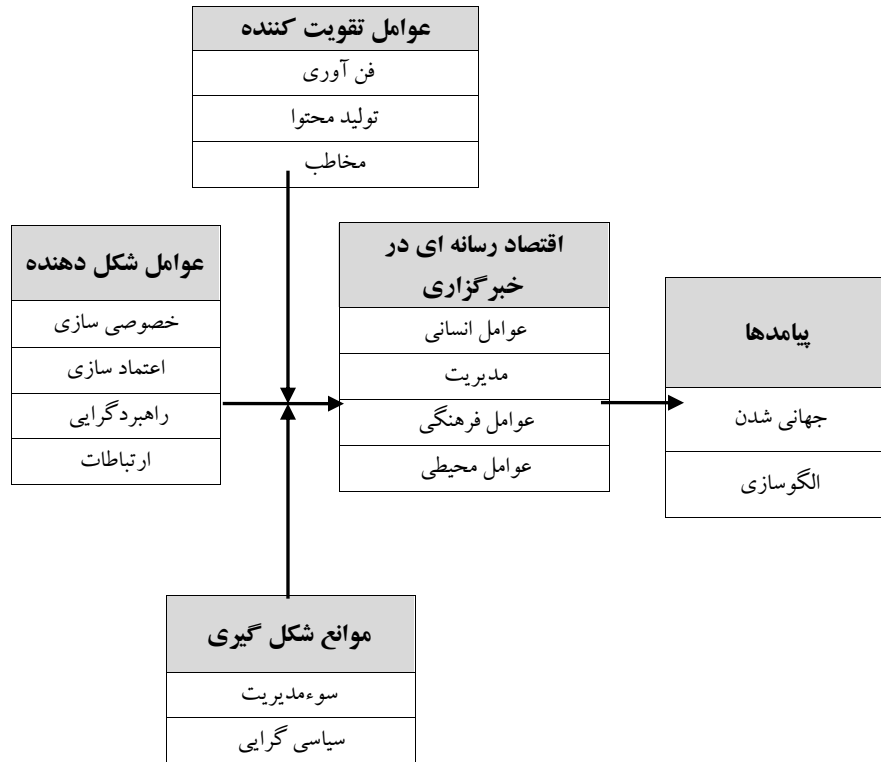 عوامل تقویت کننده
فن آوری
تولید محتوا
مخاطب
عوامل شکل دهنده
خصوصی سازی
اعتماد سازی
راهبردگرایی
ارتباطات
اقتصاد رسانه ای در
خبرگزاری
عوامل انسانی
مدیریت
عوامل فرهنگی
عوامل محیطی
پیامدها
جهانی شدن
الگوسازی
موانع شکل گیری
سوءمدیریت
سیاسی گرایی